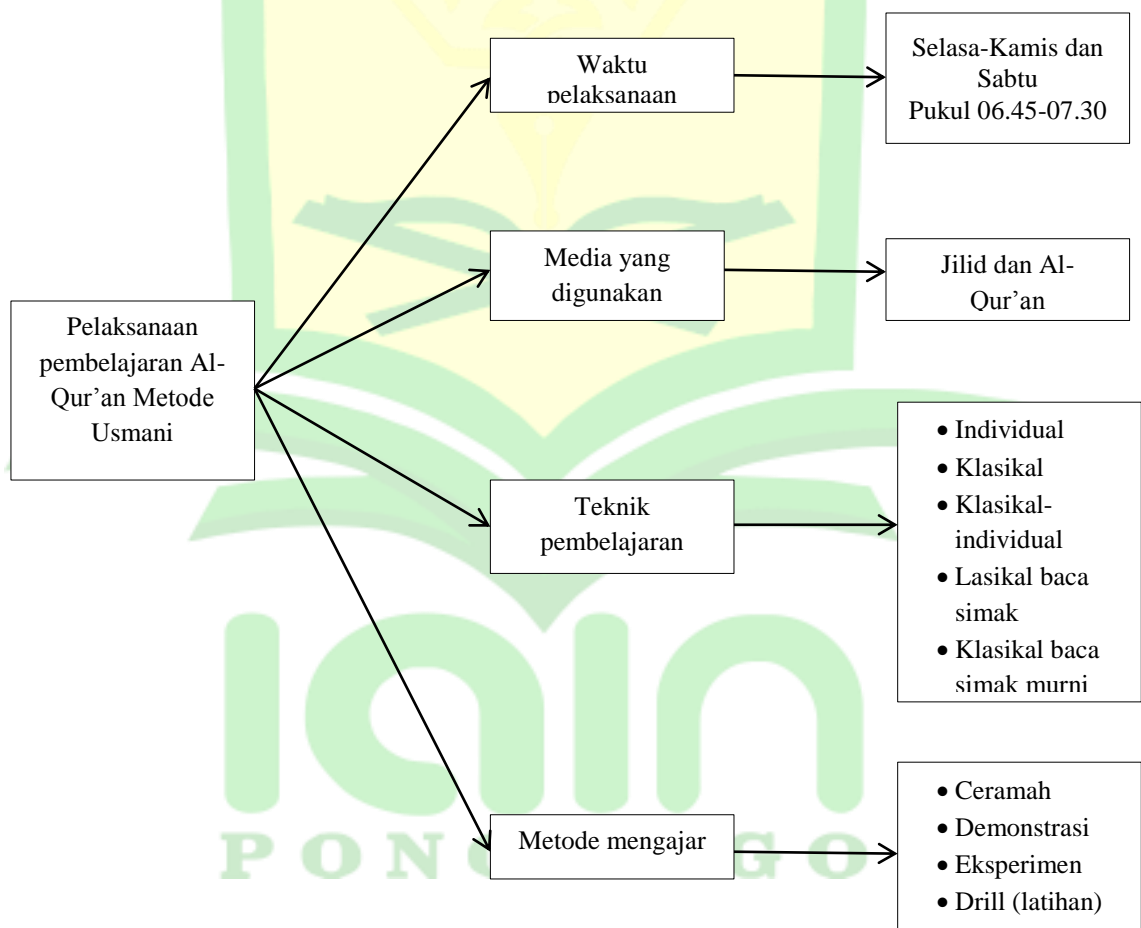 Waktu
pelaksanaan
Selasa-Kamis dan
Sabtu
Pukul 06.45-07.30
Media yang
digunakan
Jilid dan Al-
Qur’an
Pelaksanaan
pembelajaran Al-
Qur’an Metode
Usmani
Teknik
pembelajaran
• Individual
• Klasikal
• Klasikal-
individual
• Lasikal baca
simak
• Klasikal baca
simak murni
Metode mengajar
• Ceramah
• Demonstrasi
• Eksperimen
• Drill (latihan)
iain